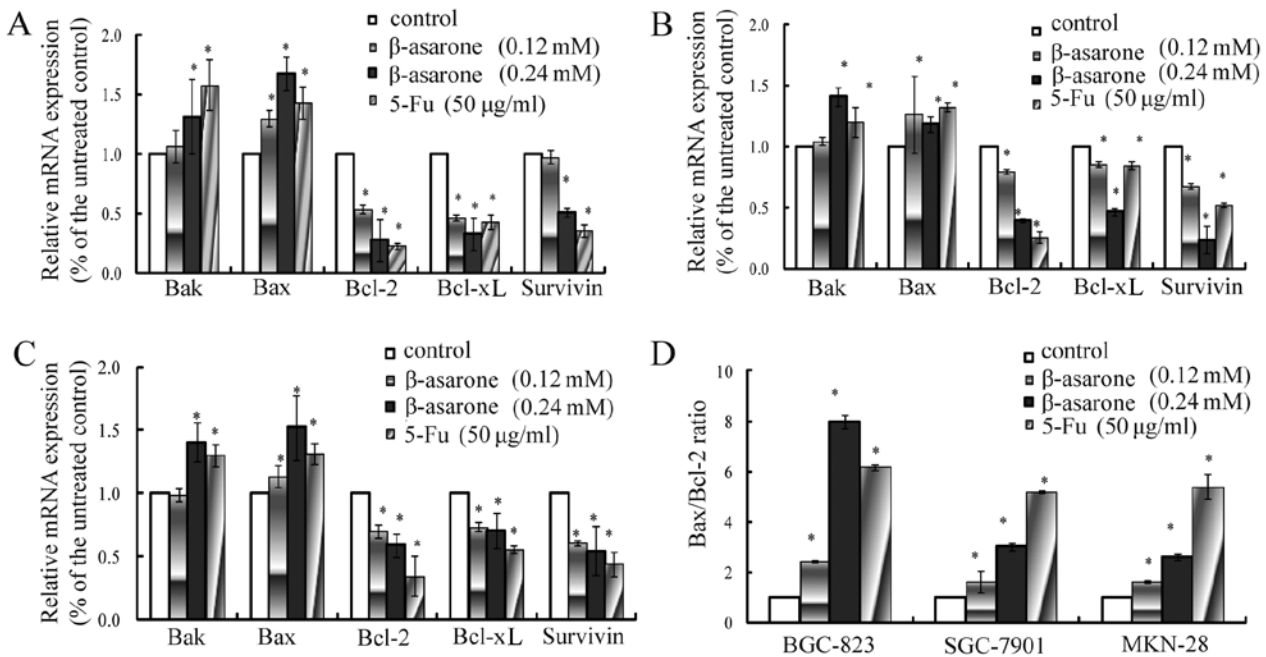 A
Relative mRNA expression
(% of the untreated control)
2.0
1.5
1.0
0.5
0.0
control
β-asarone (0.12 mM)
β-asarone (0.24 mM)
5-Fu (50 μg/ml)
* * * * * * * * * * * * *
Bak Bax Bcl-2 Bcl-xL Survivin
B
Relative mRNA expression
(% of the untreated control)
2.0
1.5
1.0
0.5
0.0
control
β-asarone (0.12 mM)
β-asarone (0.24 mM)
5-Fu (50 μg/ml)
* * * * * * * * * * * * * *
Bak Bax Bcl-2 Bcl-xL Survivin
C
Relative mRNA expression
(% of the untreated control)
2.0
1.5
1.0
0.5
0.0
control
β-asarone (0.12 mM)
β-asarone (0.24 mM)
5-Fu (50 μg/ml)
* * * * * * * * * * * * * *
Bak Bax Bcl-2 Bcl-xL Survivin
D
Bax/Bcl-2 ratio
10
8
6
4
2
0
control
β-asarone (0.12 mM)
β-asarone (0.24 mM)
5-Fu (50 μg/ml)
* * * * * * * * *
BGC-823 SGC-7901 MKN-28